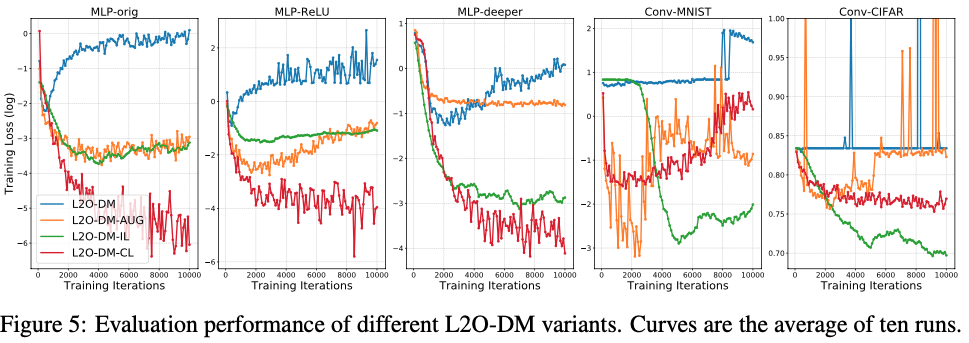 MLP-orig MLP-ReLU MLP-deeper Conv-MNIST Conv-CIFAR
Training Loss (log)
0 −1 −2 −3 −4 −5 −6
2 0 −2 −4 −6
1 0 −1 −2 −3 −4
2 1 0 −1 −2 −3
1.00 0.95 0.90 0.85 0.80 0.75 0.70
L2O-DM
L2O-DM-AUG
L2O-DM-IL
L2O-DM-CL
0 2000 4000 6000 8000 10000 0 2000 4000 6000 8000 10000 0 2000 4000 6000 8000 10000 0 2000 4000 6000 8000 10000 0 2000 4000 6000 8000 10000
Training Iterations Training Iterations Training Iterations Training Iterations Training Iterations
Figure 5: Evaluation performance of different L2O-DM variants. Curves are the average of ten runs.